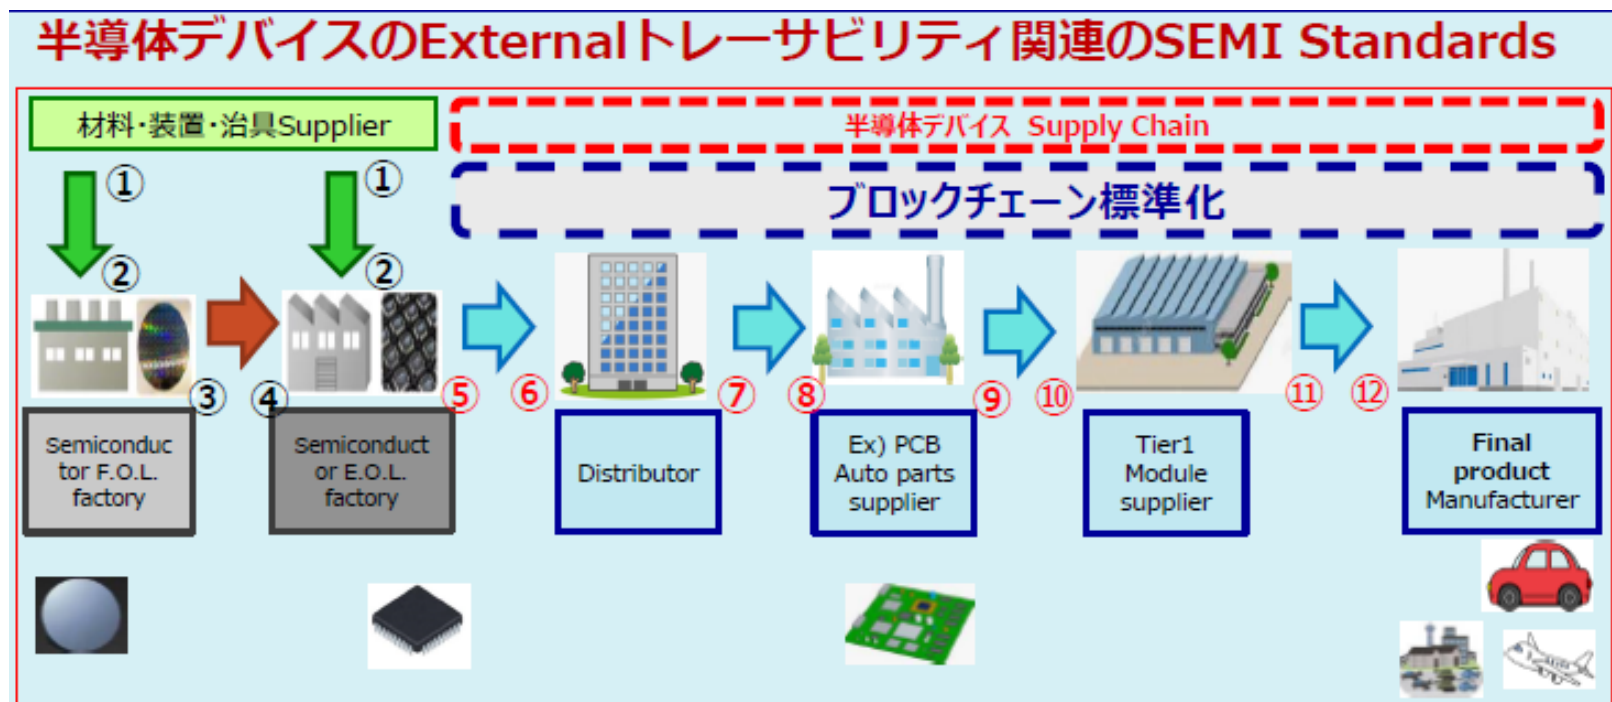 半導体デバイスのExternalトレーサビリティ関連のSEMI Standards
材料・装置・治具Supplier
半導体デバイス Supply Chain
ブロックチェーン標準化
①
①
②
②
③
④
⑤
⑥
⑦
⑧
⑨
⑩
⑪
⑫
Semiconduc
tor F.O.L.
factory
Semiconduct
or E.O.L.
factory
Distributor
Ex) PCB
Auto parts
supplier
Tier1
Module
supplier
Final
product
Manufacturer